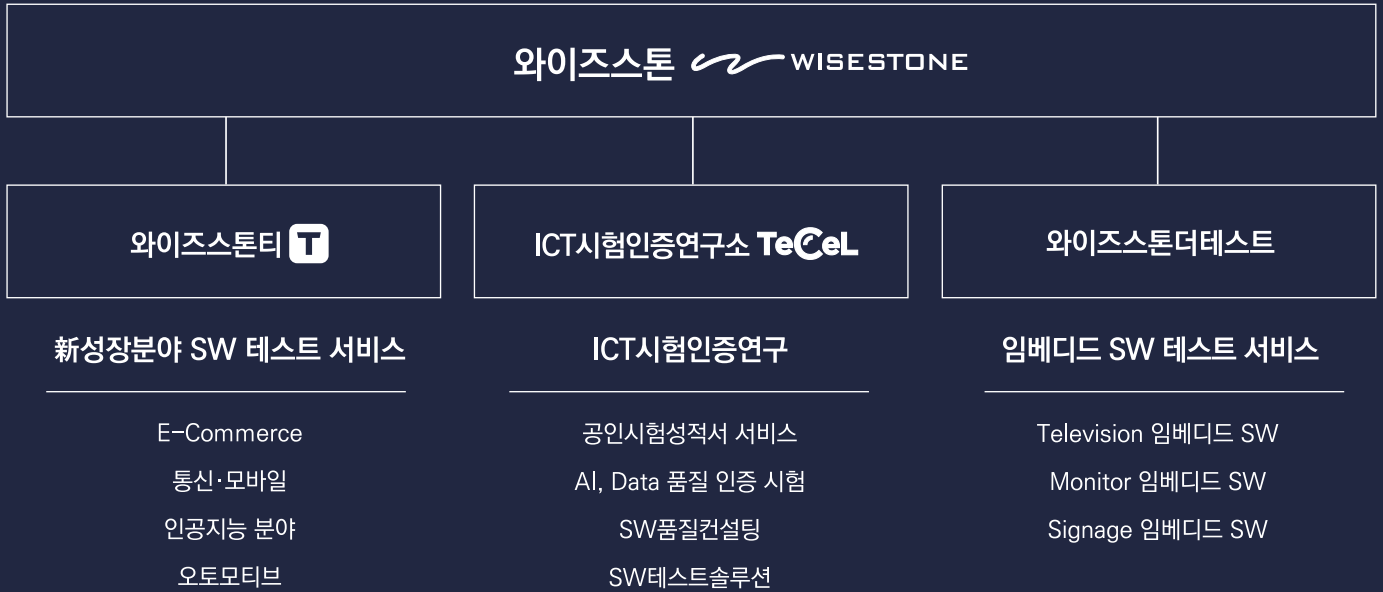 와이즈스톤 WISESTONE
와이즈스톤티 T
ICT시험인증연구소 TeCeL
와이즈스톤더테스트
新성장분야 SW 테스트 서비스
E-Commerce
통신·모바일
인공지능 분야
오토모티브
ICT시험인증연구
공인시험성적서 서비스
AI, Data 품질 인증 시험
SW품질컨설팅
SW테스트솔루션
임베디드 SW 테스트 서비스
Television 임베디드 SW
Monitor 임베디드 SW
Signage 임베디드 SW